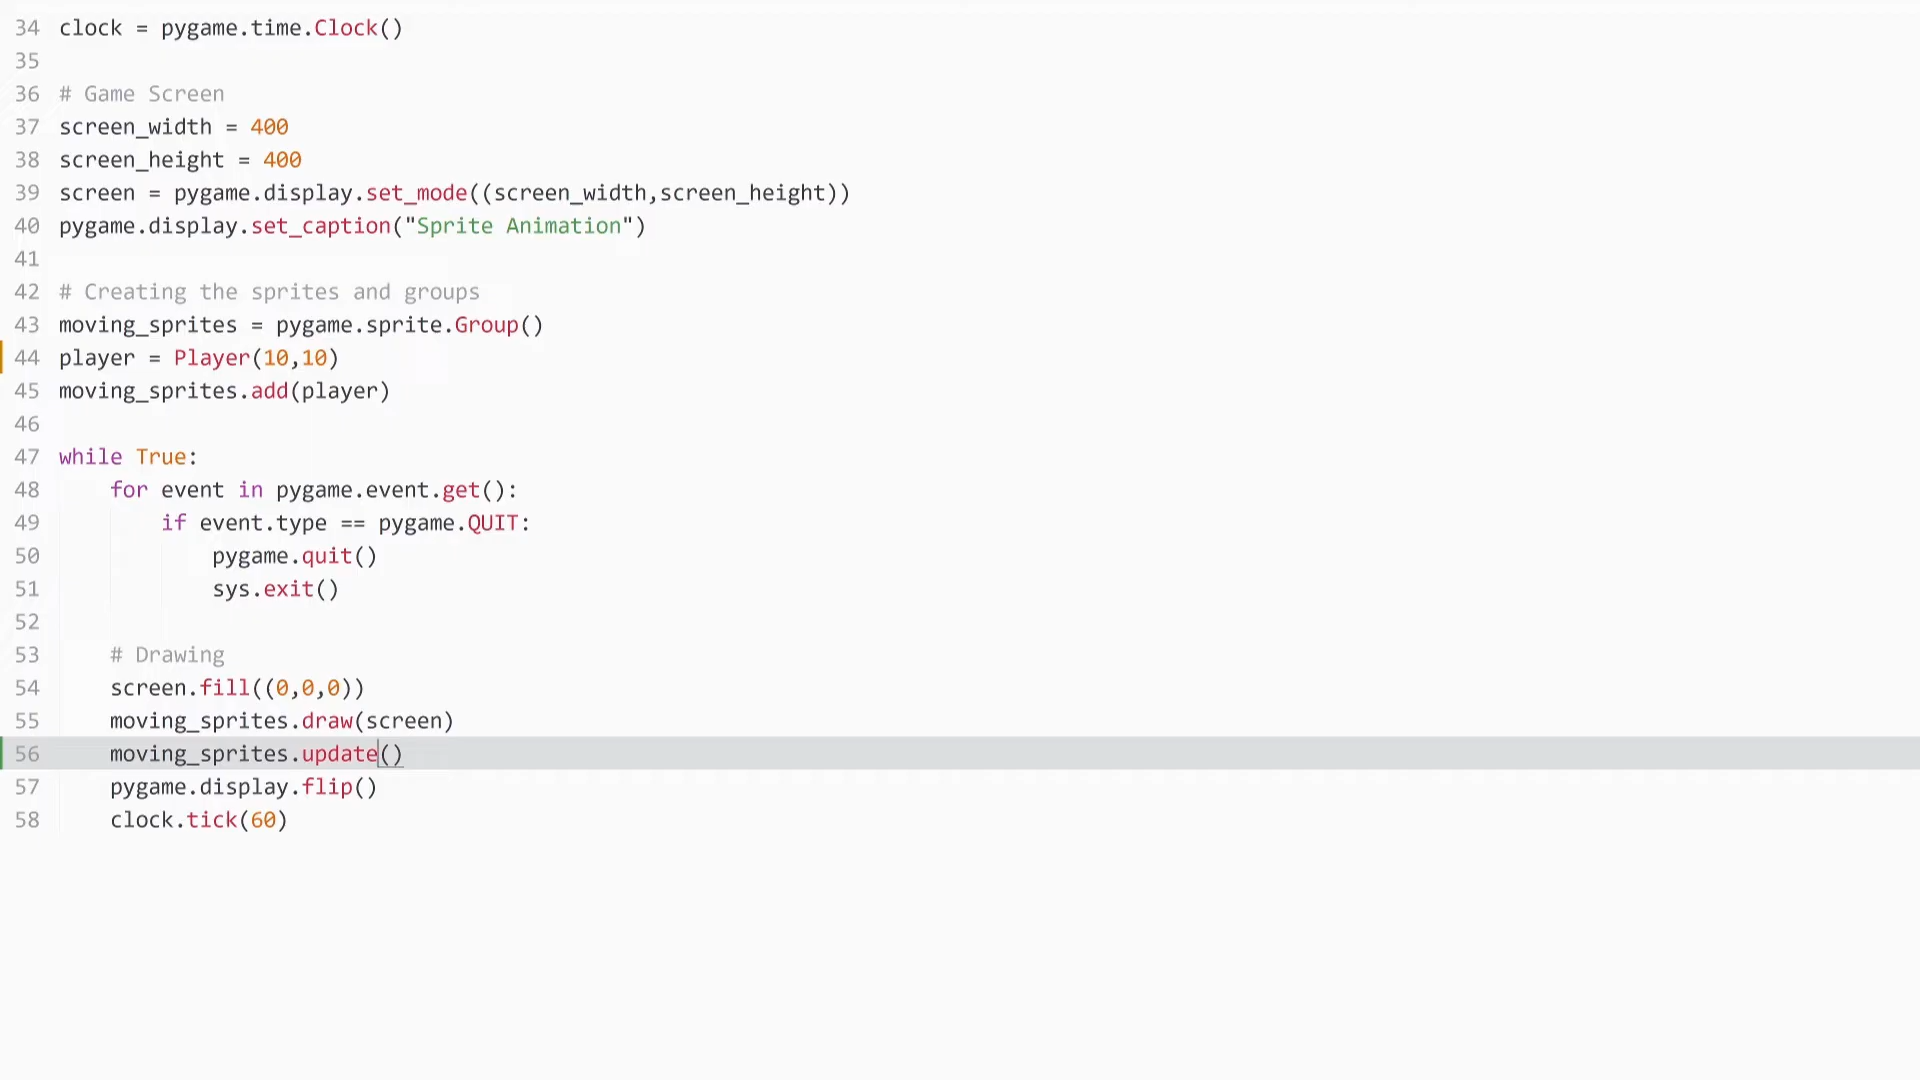 34 clock = pygame.time.Clock()
35
36 # Game Screen
37 screen_width = 400
38 screen_height = 400
39 screen = pygame.display.set_mode((screen_width,screen_height))
40 pygame.display.set_caption("Sprite Animation")
41
42 # Creating the sprites and groups
43 moving_sprites = pygame.sprite.Group()
44 player = Player(10,10)
45 moving_sprites.add(player)
46
47 while True:
48     for event in pygame.event.get():
49         if event.type == pygame.QUIT:
50             pygame.quit()
51             sys.exit()
52
53     # Drawing
54     screen.fill((0,0,0))
55     moving_sprites.draw(screen)
56     moving_sprites.update()
57     pygame.display.flip()
58     clock.tick(60)